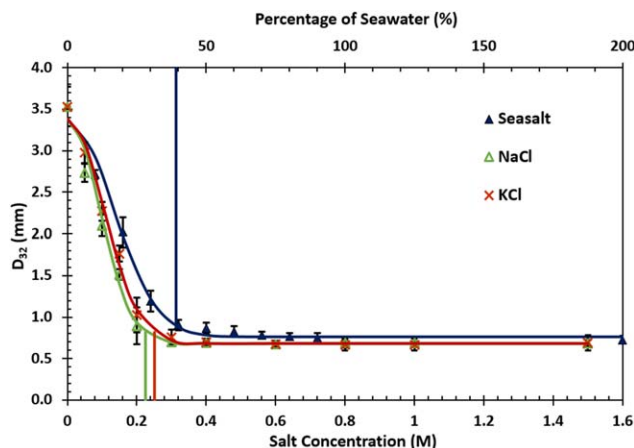 Percentage of Seawater (%)
0 50 100 150 200
4.0
3.5
3.0
2.5
2.0
1.5
1.0
0.5
0.0
D32 (mm)
Seasalt
NaCl
KCl
0 0.2 0.4 0.6 0.8 1 1.2 1.4 1.6
Salt Concentration (M)